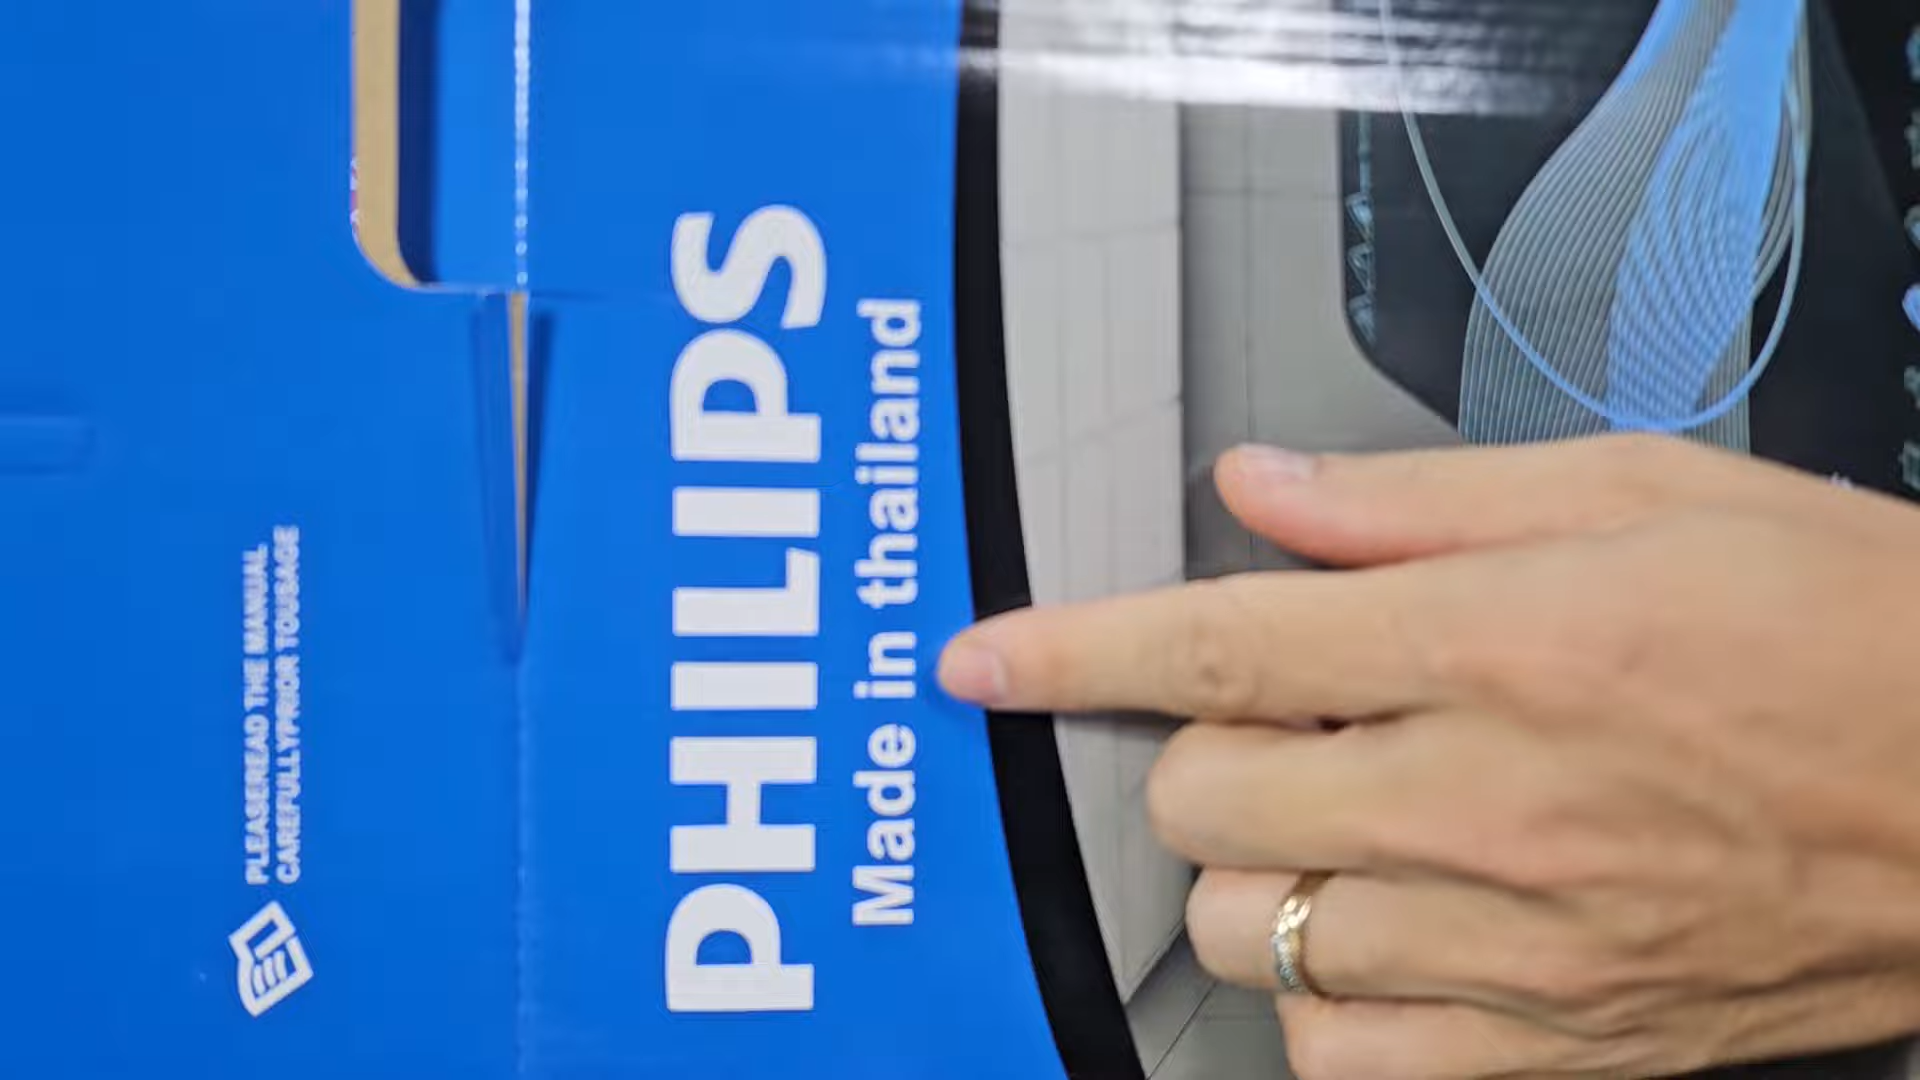 PHILIPS
Made in thailand
PLEASEREAD THE MANUAL
CAREFULLYPRIOR TOUSAGE